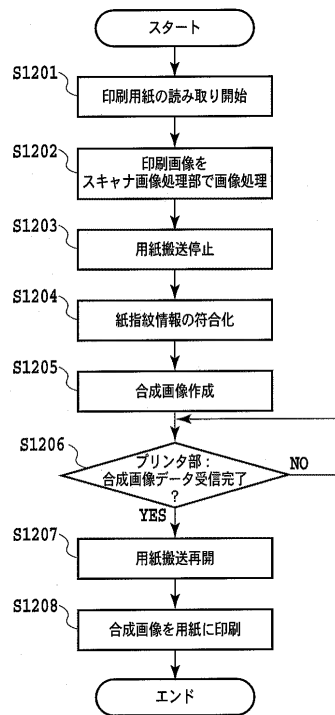 スタート
S1201
印刷用紙の読み取り開始
S1202
印刷画像を
スキャナ画像処理部で画像処理
S1203
用紙搬送停止
S1204
紙指紋情報の符合化
S1205
合成画像作成
S1206
プリンタ部：
合成画像データ受信完了
？
NO
YES
S1207
用紙搬送再開
S1208
合成画像を用紙に印刷
エンド